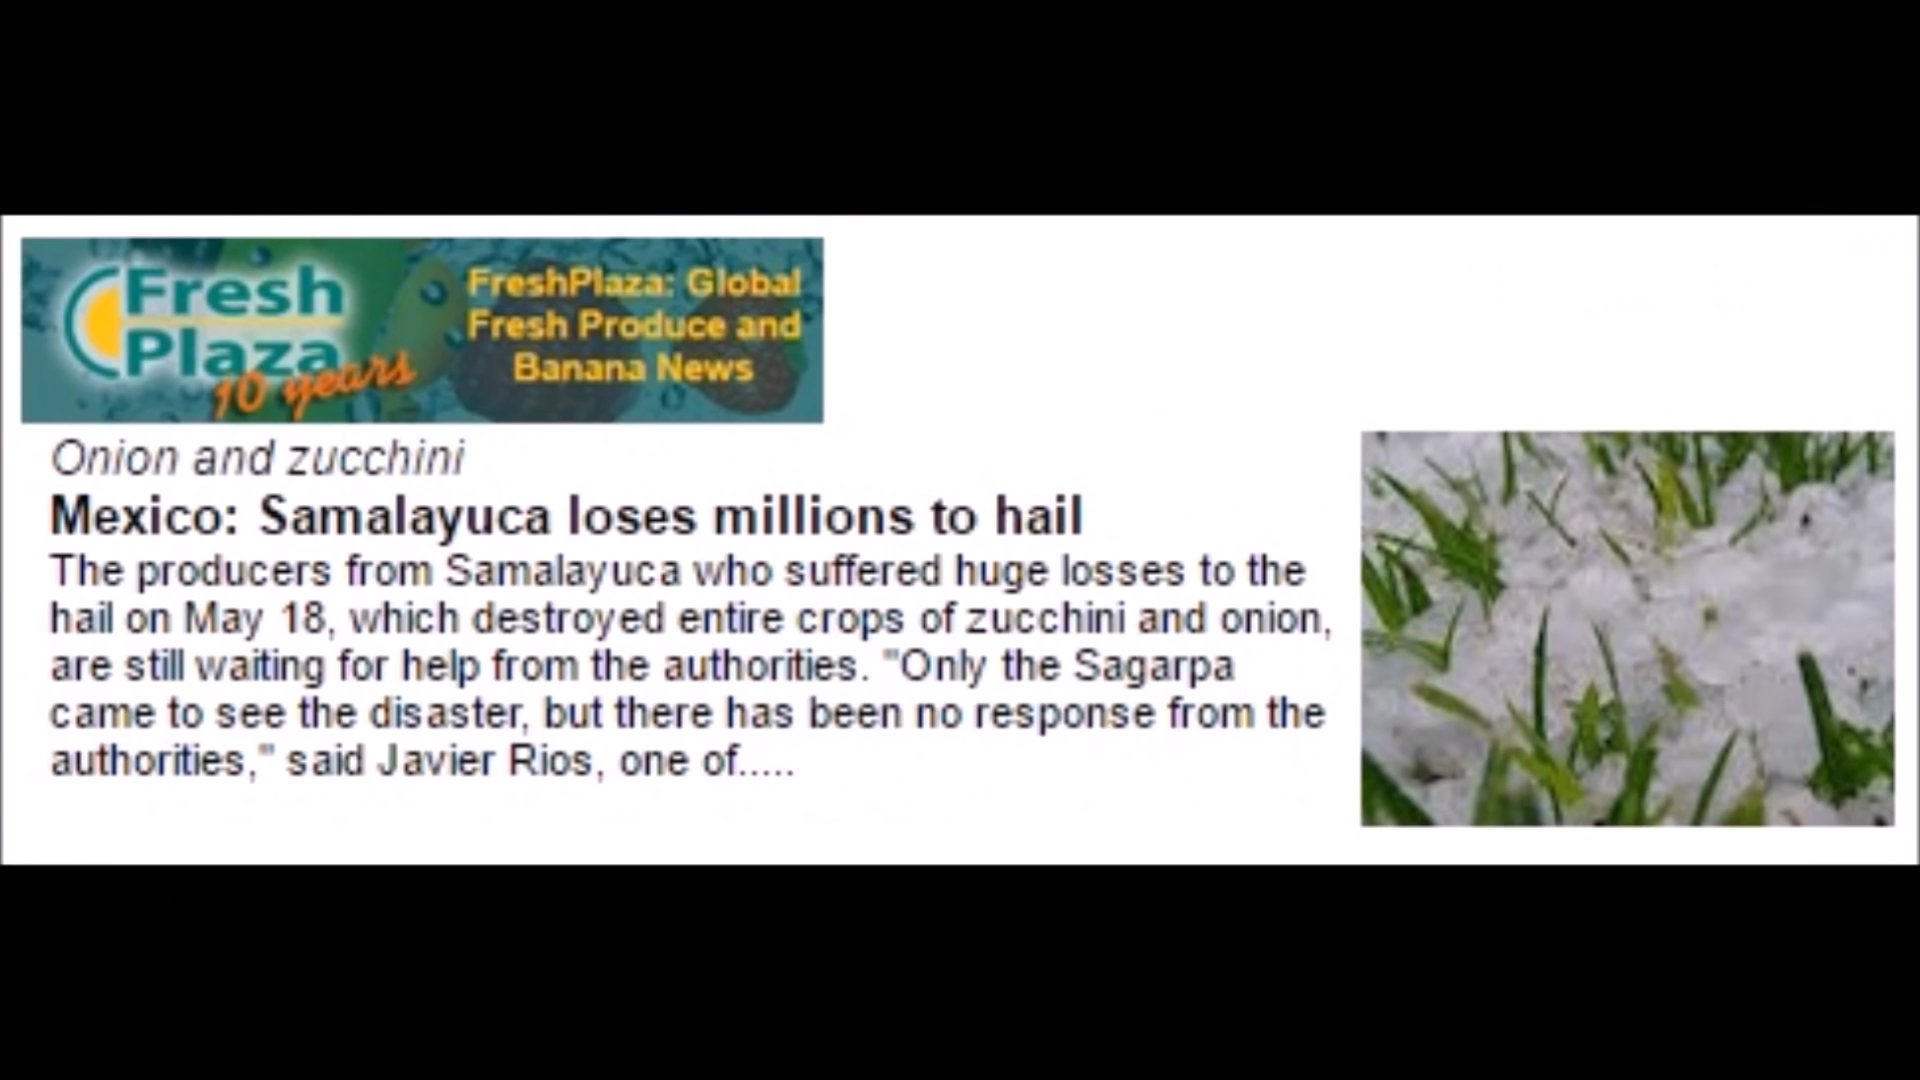 Fresh
Plaza
10 years
FreshPlaza: Global
Fresh Produce and
Banana News
Onion and zucchini
Mexico: Samalayuca loses millions to hail
The producers from Samalayuca who suffered huge losses to the
hail on May 18, which destroyed entire crops of zucchini and onion,
are still waiting for help from the authorities. "Only the Sagarpa
came to see the disaster, but there has been no response from the
authorities," said Javier Rios, one of.....